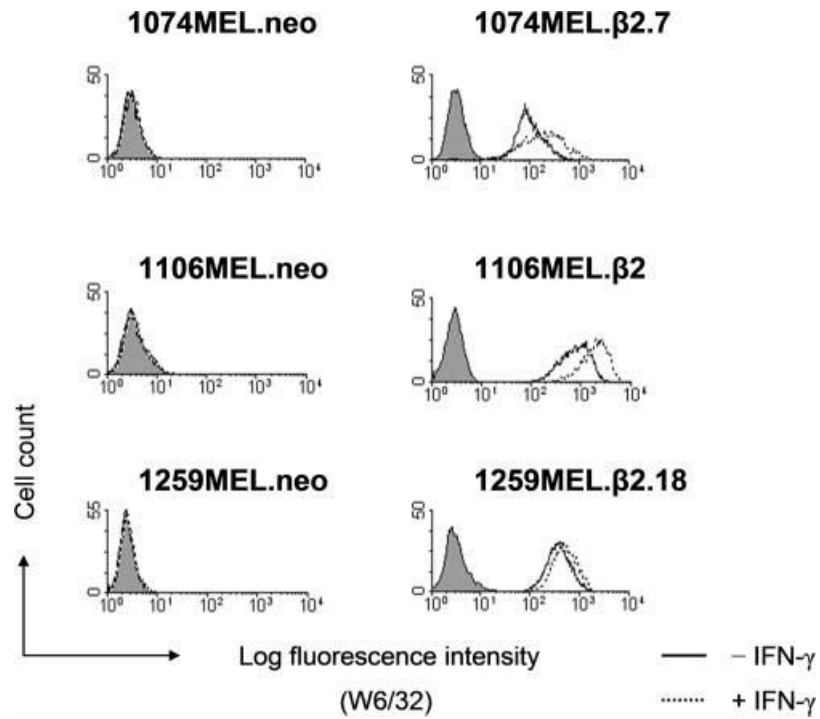 1074MEL.neo 1074MEL.β2.7
50 50
0 0
10⁰ 10¹ 10² 10³ 10⁴ 10⁰ 10¹ 10² 10³ 10⁴
1106MEL.neo 1106MEL.β2
50 50
0 0
10⁰ 10¹ 10² 10³ 10⁴ 10⁰ 10¹ 10² 10³ 10⁴
1259MEL.neo 1259MEL.β2.18
55 50
0 0
10⁰ 10¹ 10² 10³ 10⁴ 10⁰ 10¹ 10² 10³ 10⁴
Cell count
Log fluorescence intensity
(W6/32)
– IFN-γ
+ IFN-γ